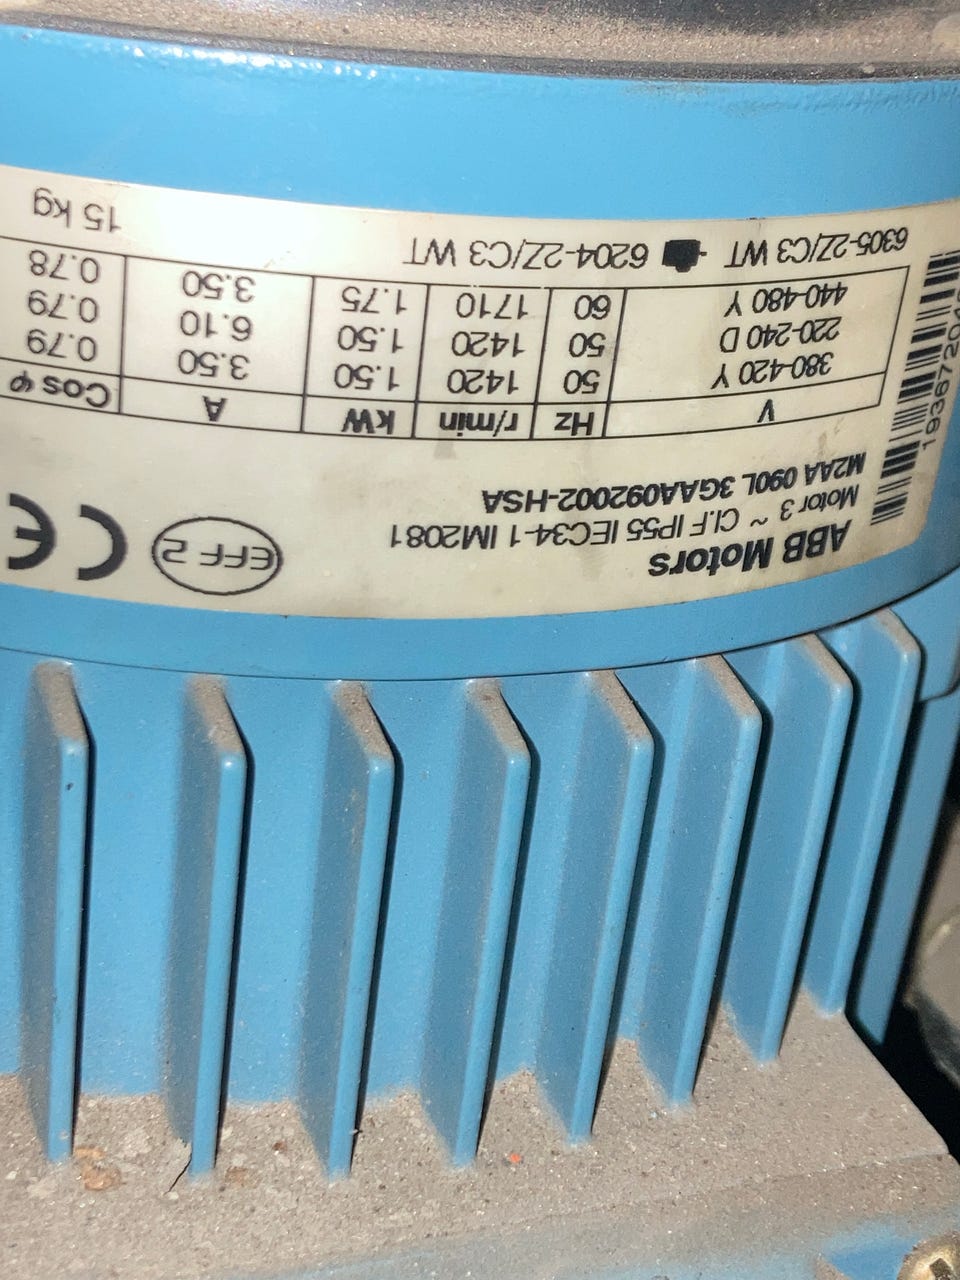 ABB Motors
Motor 3 ~ Cl.F IP55 IEC34-1 IM2081
M2AA 090L 3GAA092002-HSA
EFF 2 CE
V Hz r/min kW A Cos φ
380-420 Y 50 1420 1.50 3.50 0.79
220-240 D 50 1420 1.50 6.10 0.79
440-480 Y 60 1710 1.75 3.50 0.78
6305-2Z/C3 WT 6204-2Z/C3 WT 15 kg